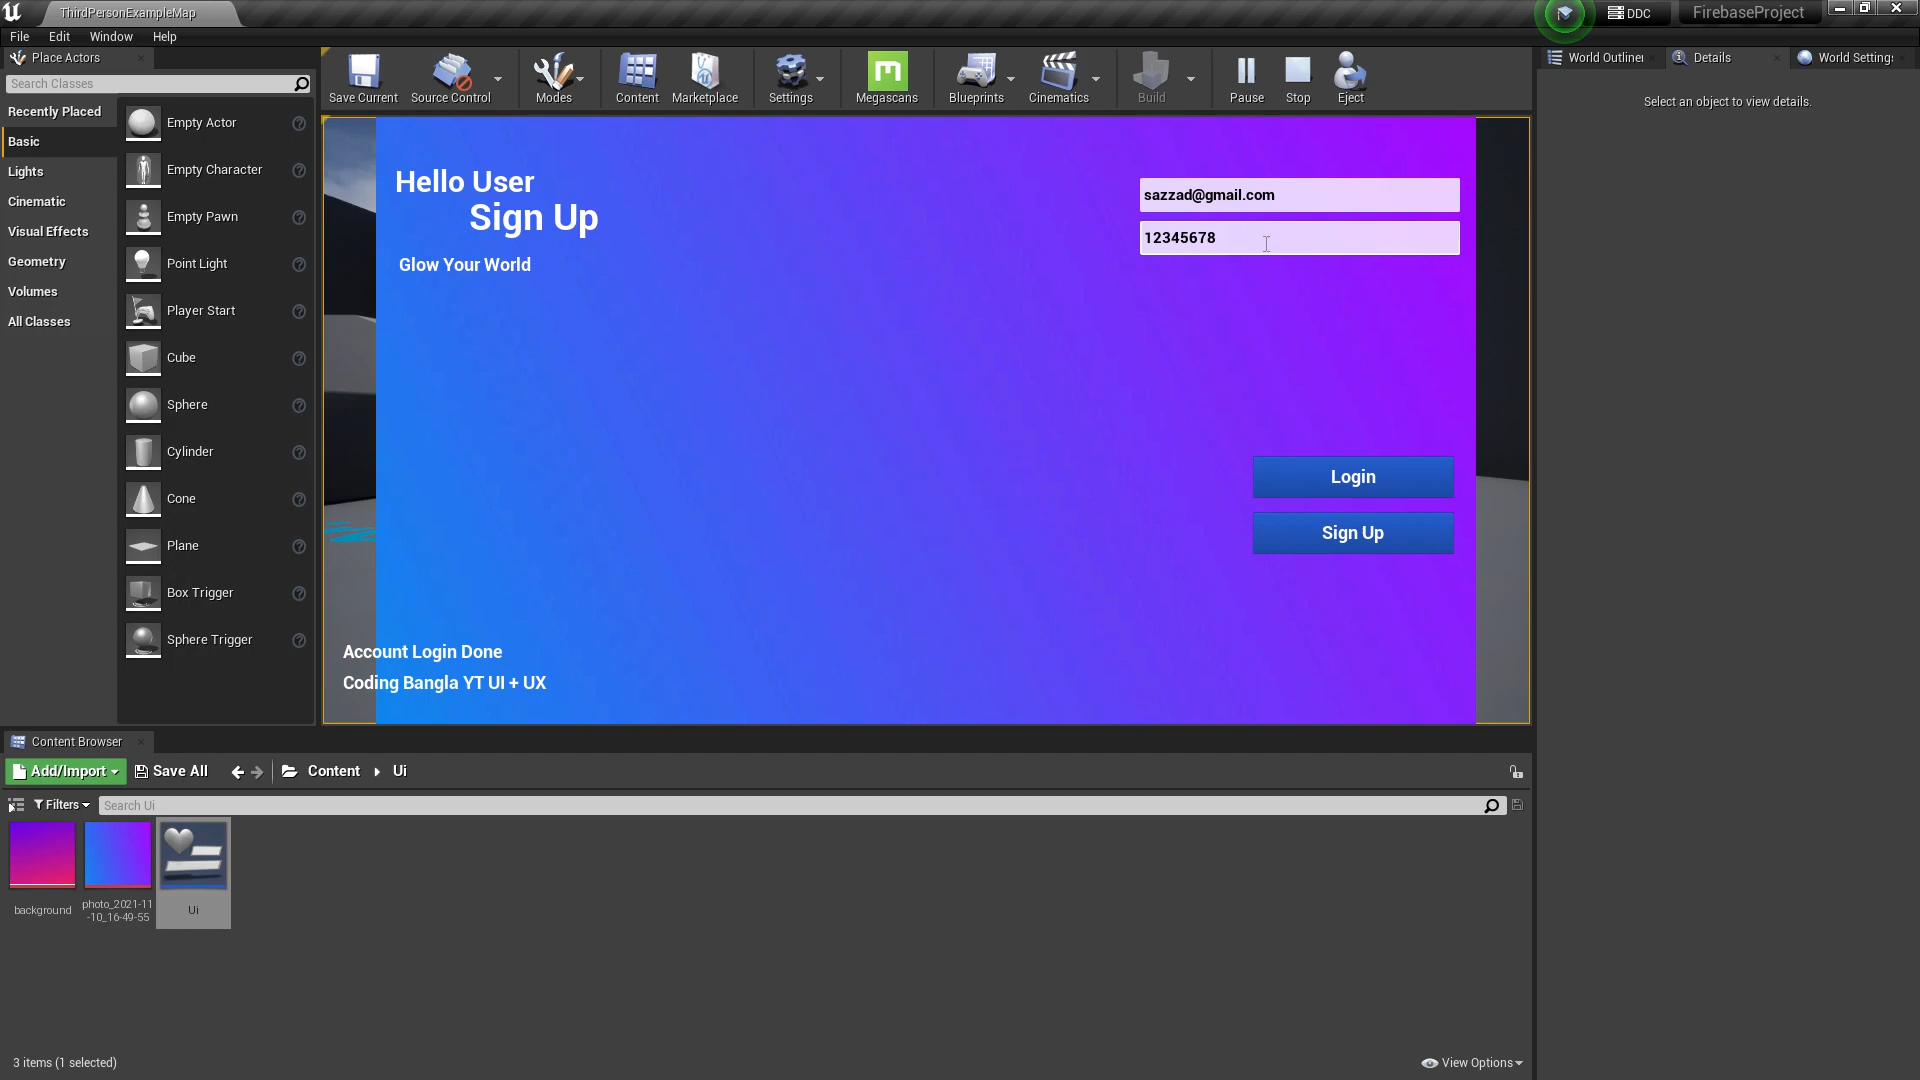 ThirdPersonExampleMap
DDC
FirebaseProject
File Edit Window Help
Place Actors
Search Classes
Recently Placed
Basic
Lights
Cinematic
Visual Effects
Geometry
Volumes
All Classes
Empty Actor
Empty Character
Empty Pawn
Point Light
Player Start
Cube
Sphere
Cylinder
Cone
Plane
Box Trigger
Sphere Trigger
Save Current Source Control Modes Content Marketplace Settings Megascans Blueprints Cinematics Build Pause Stop Eject
World Outliner Details World Settings
Select an object to view details.
Hello User
Sign Up
Glow Your World
sazzad@gmail.com
12345678
Login
Sign Up
Account Login Done
Coding Bangla YT UI + UX
Content Browser
Add/Import Save All Content Ui
Filters Search Ui
background
photo_2021-11
-10_16-49-55
Ui
3 items (1 selected)
View Options